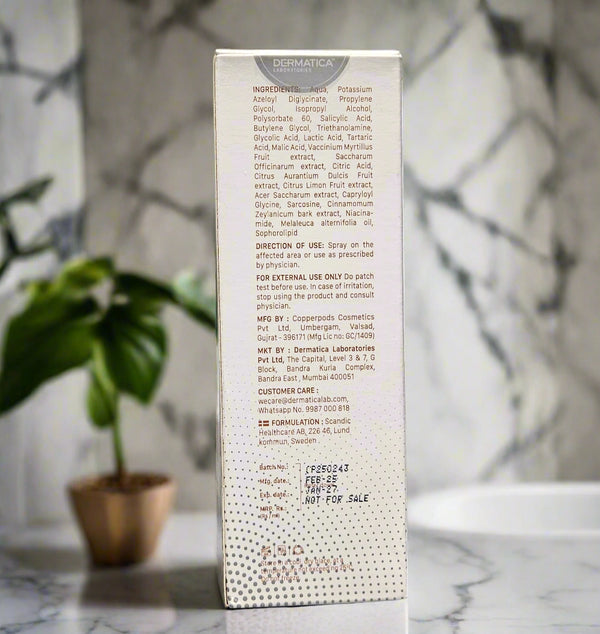 DERMATICA
LABORATORIES
INGREDIENTS: Aqua, Potassium
Azeloyl Diglycinate, Propylene
Glycol, Isopropyl Alcohol,
Polysorbate 60, Salicylic Acid,
Butylene Glycol, Triethanolamine,
Glycolic Acid, Lactic Acid, Tartaric
Acid, Malic Acid, Vaccinium Myrtillus
Fruit extract, Saccharum
Officinarum extract, Citric Acid,
Citrus Aurantium Dulcis Fruit
extract, Citrus Limon Fruit extract,
Acer Saccharum extract, Capryloyl
Glycine, Sarcosine, Cinnamomum
Zeylanicum bark extract, Niacina-
mide, Melaleuca alternifolia oil,
Sophorolipid
DIRECTION OF USE: Spray on the
affected area or use as prescribed
by physician.
FOR EXTERNAL USE ONLY Do patch
test before use. In case of irritation,
stop using the product and consult
physician.
MFG BY : Copperpods Cosmetics
Pvt Ltd, Umbergam, Valsad,
Gujrat - 396171 (Mfg Lic no: GC/1409)
MKT BY : Dermatica Laboratories
Pvt Ltd, The Capital, Level 3 & 7, G
Block, Bandra Kurla Complex,
Bandra East , Mumbai 400051
CUSTOMER CARE :
wecare@dermaticalab.com,
Whatsapp No. 9987 000 818
FORMULATION : Scandic
Healthcare AB, 226 46, Lund
kommun, Sweden .
Batch No.: CP250243
Mfg. date.: FEB-25
Exp. date.: JAN-27
MRP. Rs. NOT FOR SALE